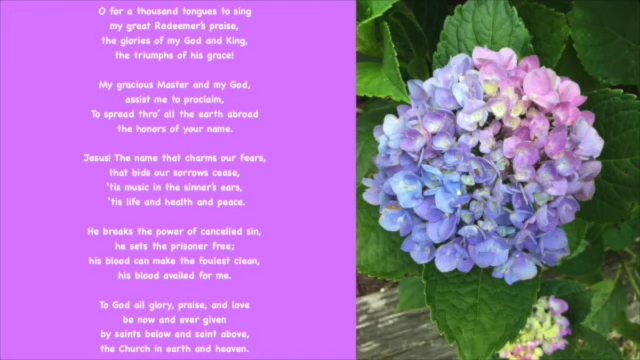 O for a thousand tongues to sing
my great Redeemer's praise,
the glories of my God and King,
the triumphs of his grace!
My gracious Master and my God,
assist me to proclaim,
To spread thro' all the earth abroad
the honors of your name.
Jesus! The name that charms our fears,
that bids our sorrows cease,
'tis music in the sinner's ears,
'tis life and health and peace.
He breaks the power of cancelled sin,
he sets the prisoner free;
his blood can make the foulest clean,
his blood availed for me.
To God all glory, praise, and love
be now and ever given
by saints below and saint above,
the Church in earth and heaven.